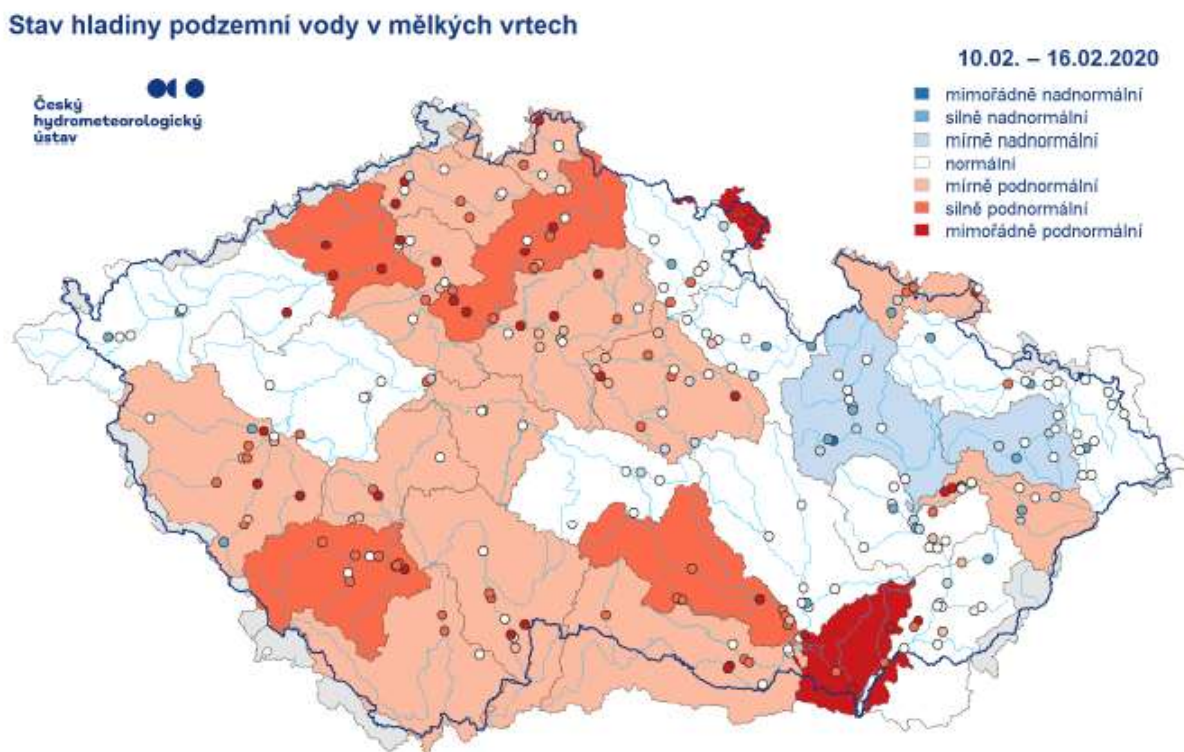 Stav hladiny podzemní vody v mělkých vrtech
10.02. – 16.02.2020
Český
hydrometeorologický
ústav
mimořádně nadnormální
silně nadnormální
mírně nadnormální
normální
mírně podnormální
silně podnormální
mimořádně podnormální